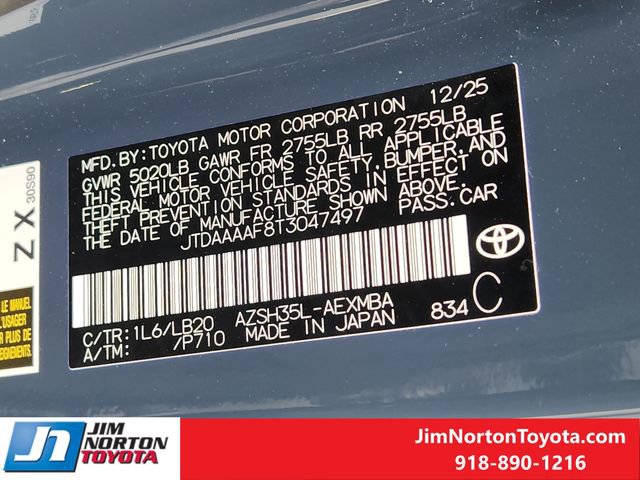 MFD. BY: TOYOTA MOTOR CORPORATION 12/25
GVWR 5020LB GAWR FR 2755LB RR 2755LB
THIS VEHICLE CONFORMS TO ALL APPLICABLE
FEDERAL MOTOR VEHICLE SAFETY, BUMPER, AND
THEFT PREVENTION STANDARDS IN EFFECT ON
THE DATE OF MANUFACTURE SHOWN ABOVE.
JTDAAAAF8T3047497 PASS. CAR
C/TR: 1L6/LB20 AZSH35L-AEXMBA 834 C
A/TM: /P710 MADE IN JAPAN
Z X 30S90
L'USAGER
DE
JIM
NORTON
TOYOTA
JimNortonToyota.com
918-890-1216